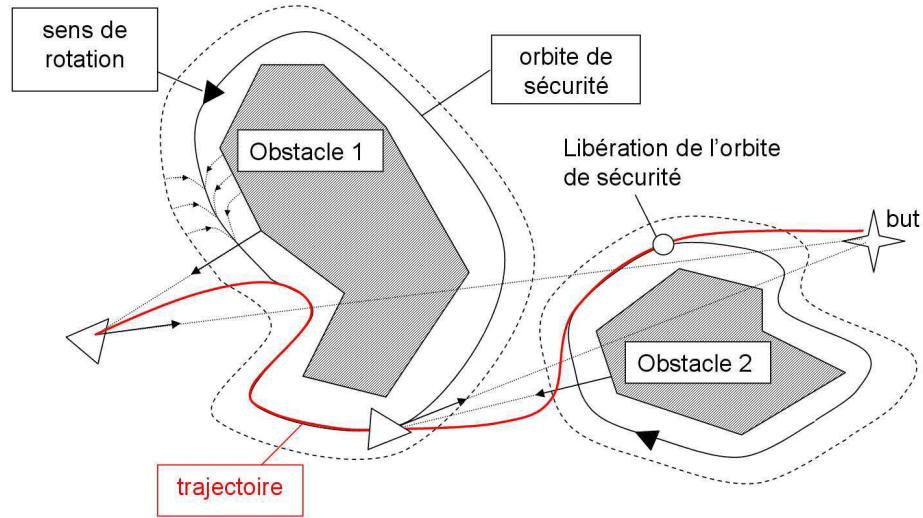 sens de
rotation
orbite de
sécurité
Obstacle 1
Libération de l'orbite
de sécurité
but
Obstacle 2
trajectoire